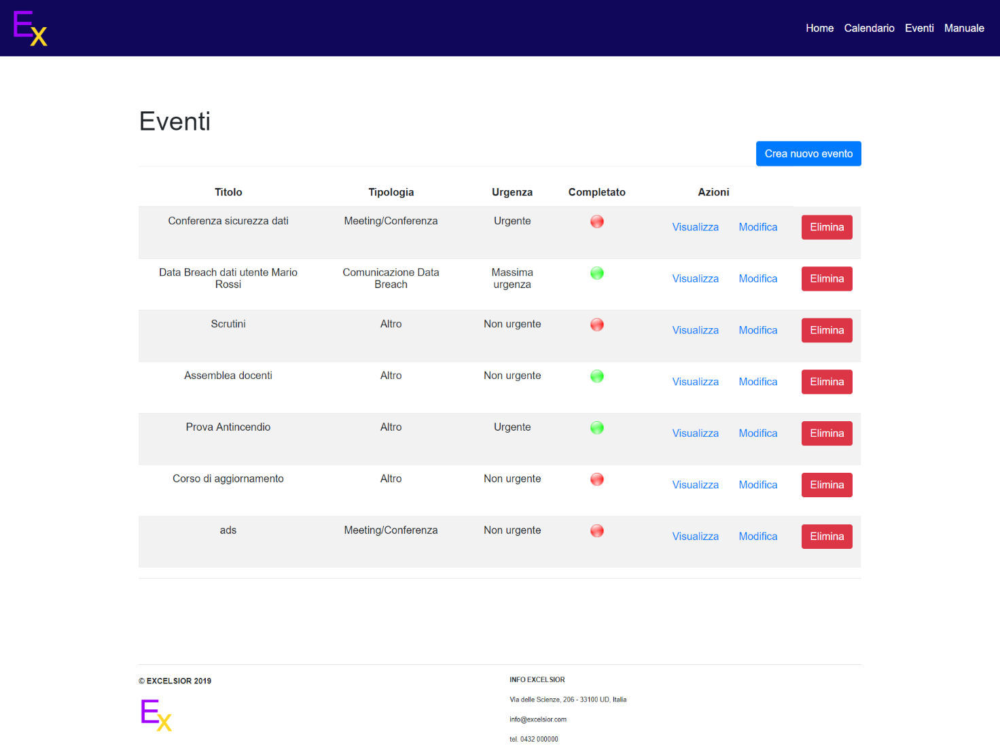 Ex
Home Calendario Eventi Manuale
Eventi
Crea nuovo evento
Titolo Tipologia Urgenza Completato Azioni
Conferenza sicurezza dati Meeting/Conferenza Urgente Visualizza Modifica Elimina
Data Breach dati utente Mario Rossi Comunicazione Data Breach Massima urgenza Visualizza Modifica Elimina
Scrutini Altro Non urgente Visualizza Modifica Elimina
Assemblea docenti Altro Non urgente Visualizza Modifica Elimina
Prova Antincendio Altro Urgente Visualizza Modifica Elimina
Corso di aggiornamento Altro Non urgente Visualizza Modifica Elimina
ads Meeting/Conferenza Non urgente Visualizza Modifica Elimina
© EXCELSIOR 2019
Ex
INFO EXCELSIOR
Via delle Scienze, 206 - 33100 UD, Italia
info@excelsior.com
tel. 0432 000000